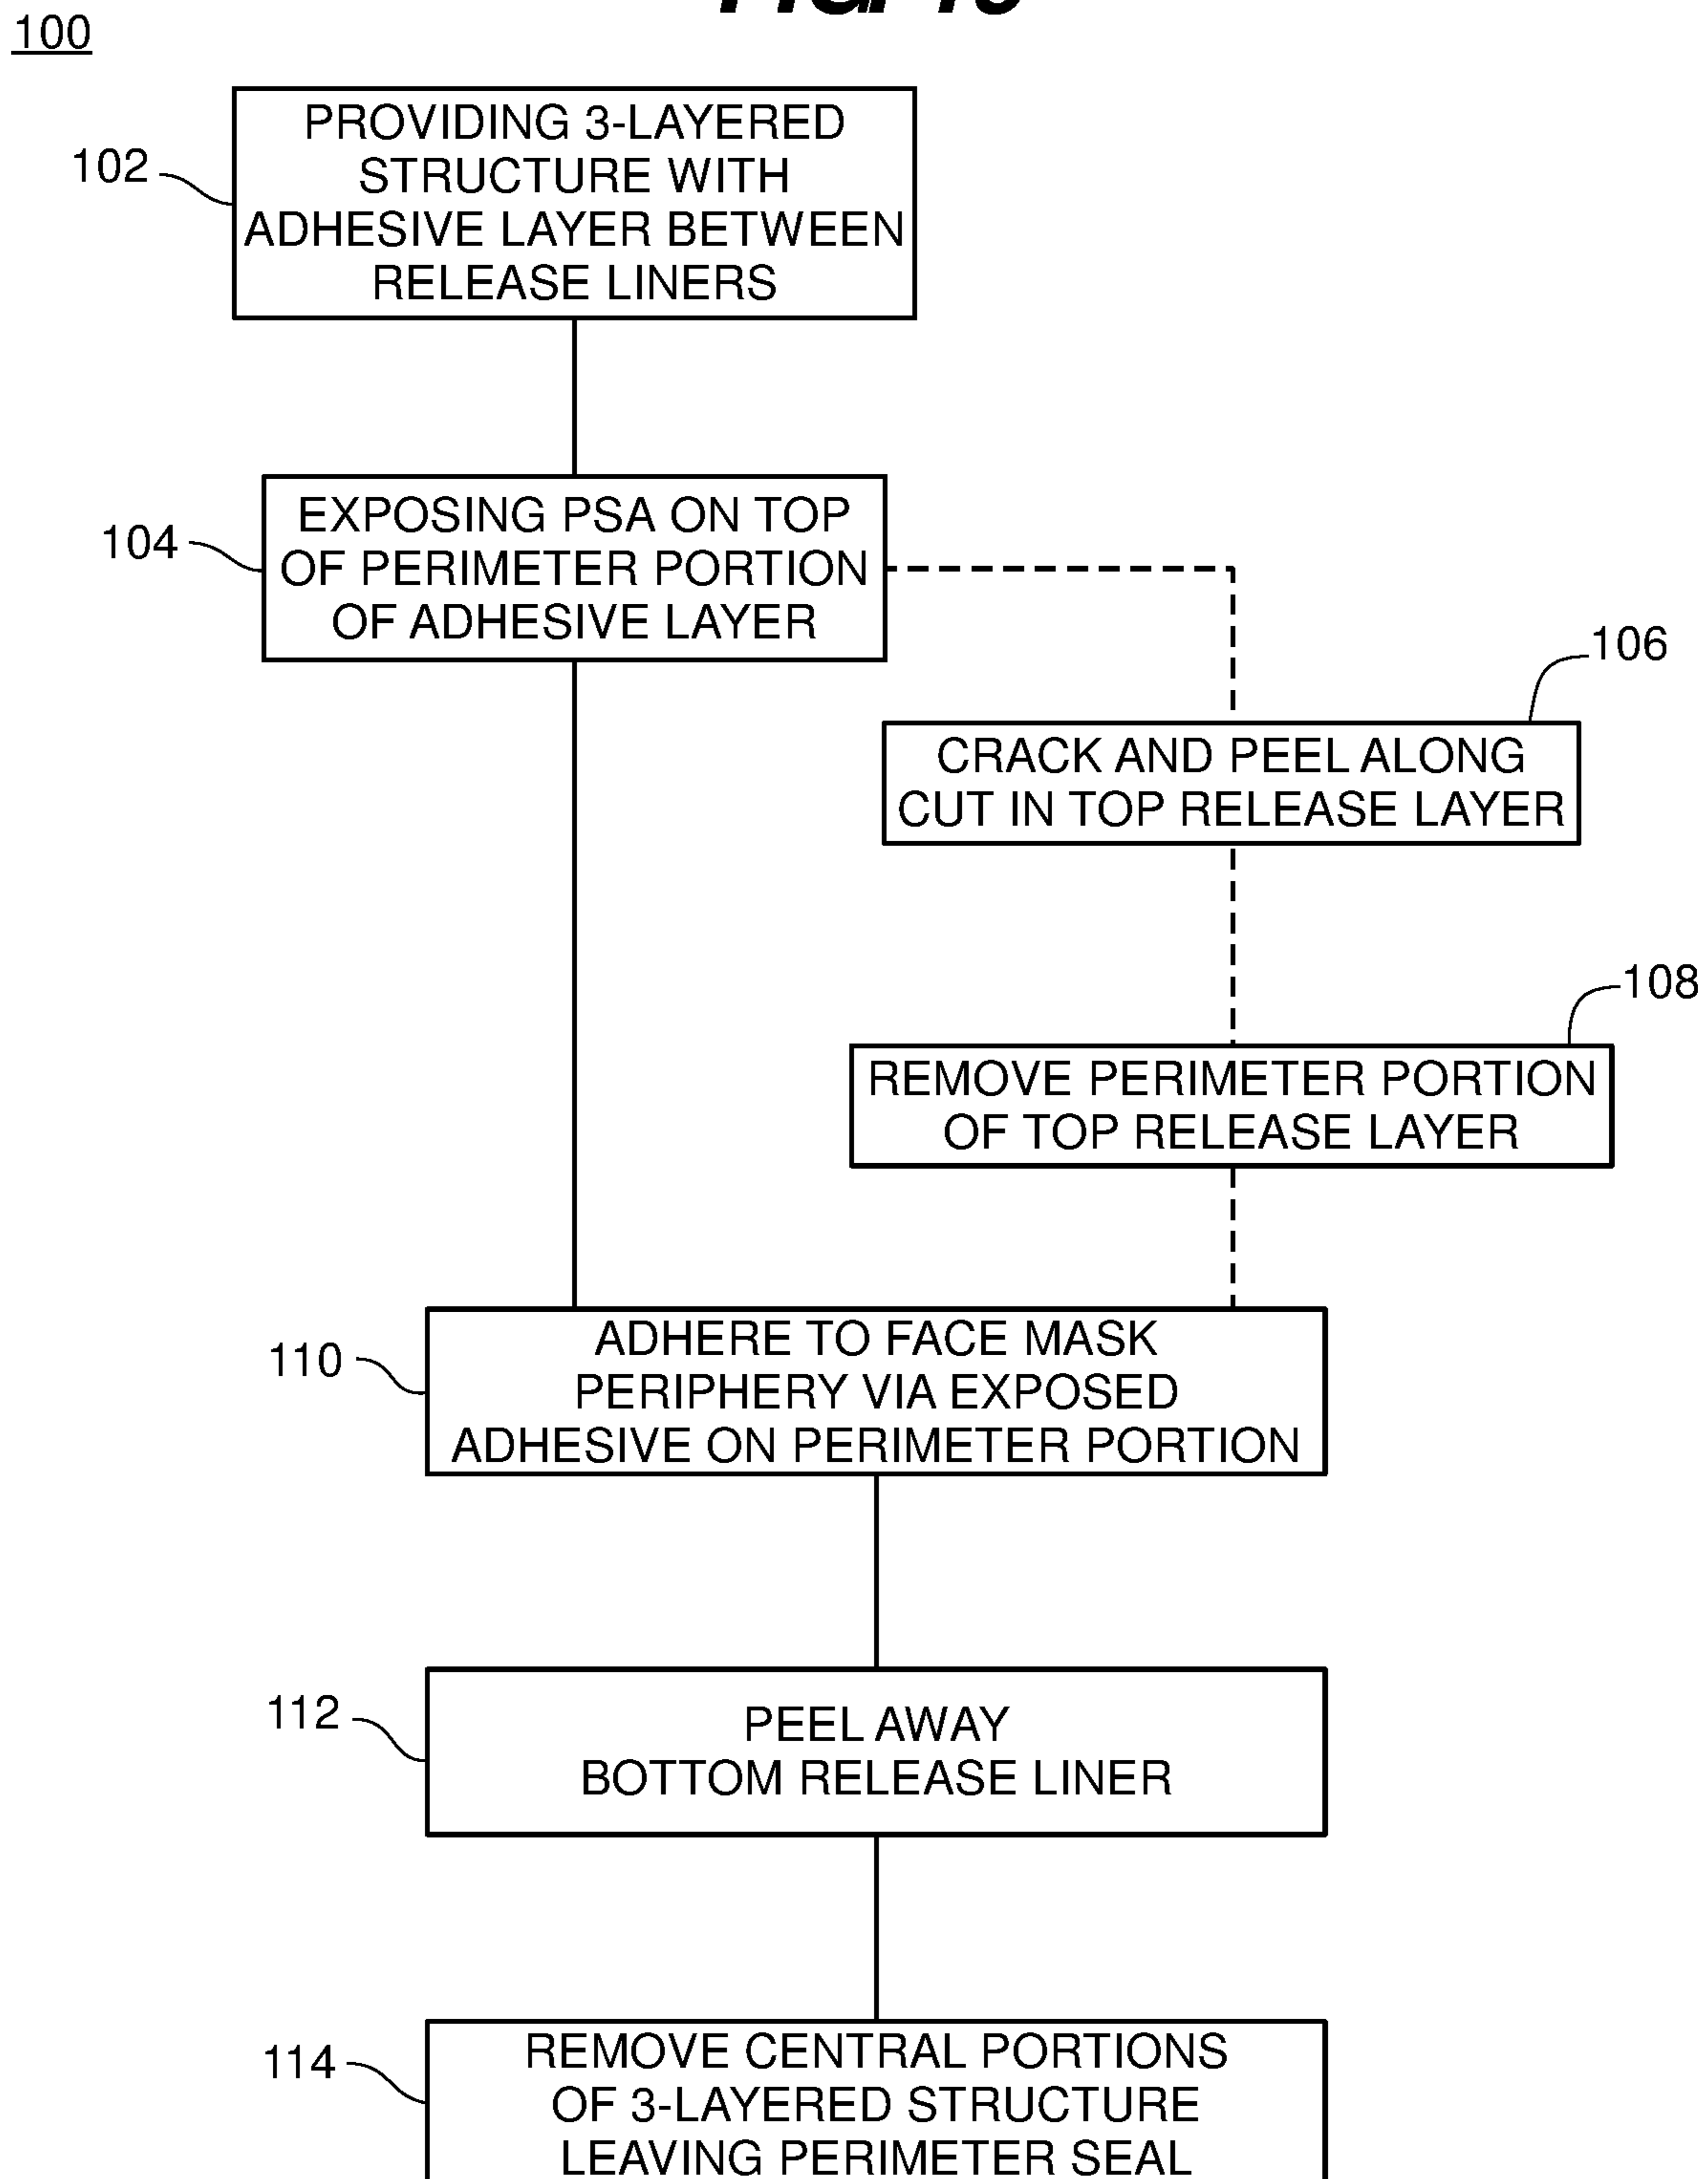 100
102
PROVIDING 3-LAYERED
STRUCTURE WITH
ADHESIVE LAYER BETWEEN
RELEASE LINERS
104
EXPOSING PSA ON TOP
OF PERIMETER PORTION
OF ADHESIVE LAYER
106
CRACK AND PEEL ALONG
CUT IN TOP RELEASE LAYER
108
REMOVE PERIMETER PORTION
OF TOP RELEASE LAYER
110
ADHERE TO FACE MASK
PERIPHERY VIA EXPOSED
ADHESIVE ON PERIMETER PORTION
112
PEEL AWAY
BOTTOM RELEASE LINER
114
REMOVE CENTRAL PORTIONS
OF 3-LAYERED STRUCTURE
LEAVING PERIMETER SEAL